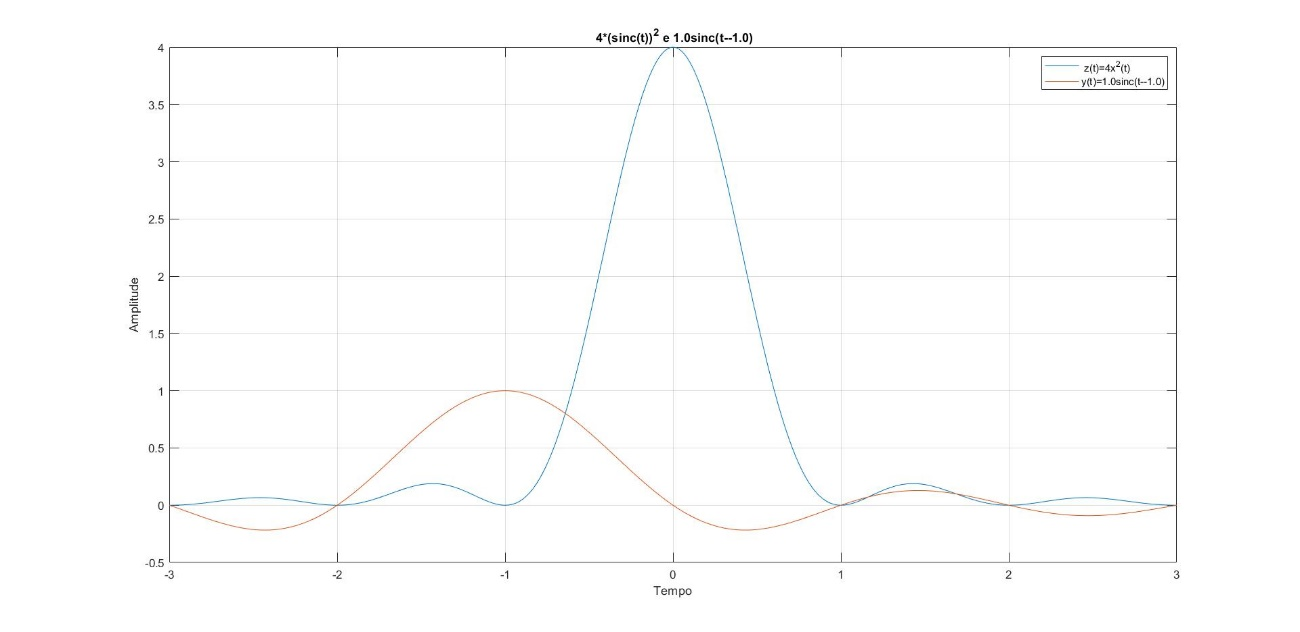 4*(sinc(t))² e 1.0sinc(t--1.0)
z(t)=4x²(t)
y(t)=1.0sinc(t--1.0)
4
3.5
3
2.5
2
1.5
1
0.5
0
-0.5
Amplitude
-3 -2 -1 0 1 2 3
Tempo